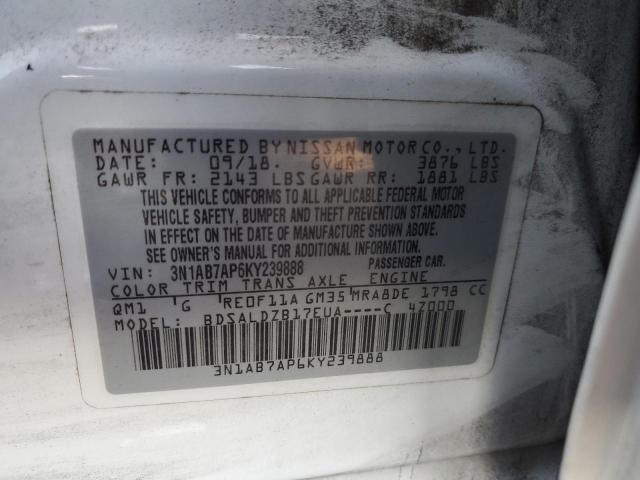 MANUFACTURED BY NISSAN MOTOR CO., LTD.
DATE: 09/18. GVWR: 3876 LBS
GAWR FR: 2143 LBS GAWR RR: 1881 LBS
THIS VEHICLE CONFORMS TO ALL APPLICABLE FEDERAL MOTOR
VEHICLE SAFETY, BUMPER AND THEFT PREVENTION STANDARDS
IN EFFECT ON THE DATE OF MANUFACTURE SHOWN ABOVE.
SEE OWNER'S MANUAL FOR ADDITIONAL INFORMATION.
VIN: 3N1AB7AP6KY239888 PASSENGER CAR.
COLOR TRIM TRANS AXLE ENGINE
QM1 G RE0F11A GM35 MRA8DE 1798 CC
MODEL: BDSALDZB17EUA----C 4Z000
3N1AB7AP6KY239888